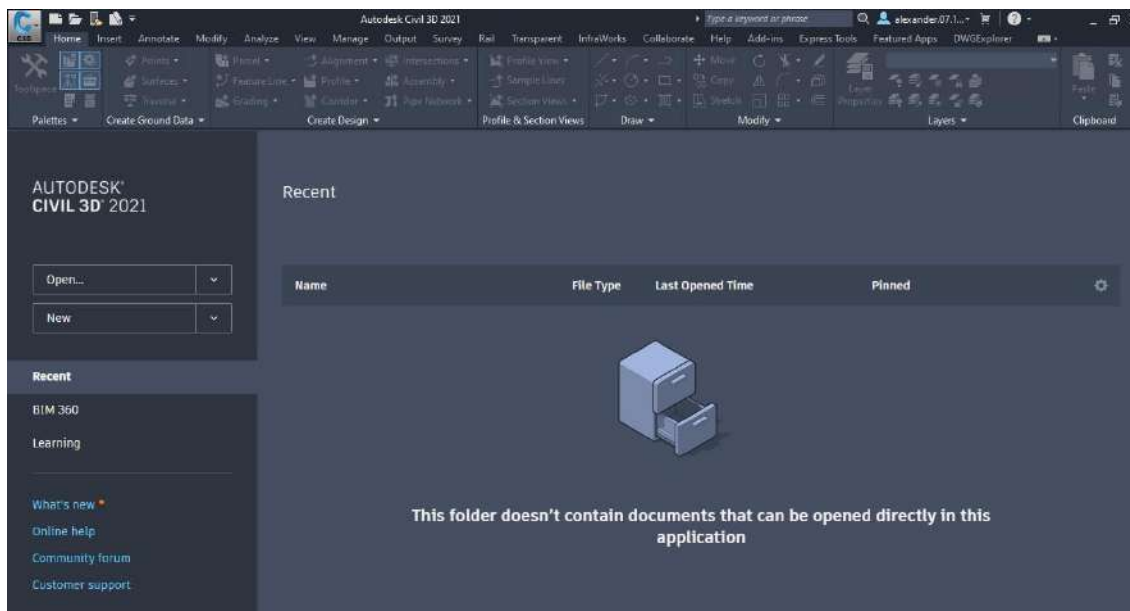 Autodesk Civil 3D 2021
Type a keyword or phrase
alexander.07.1...
C3D
Home Insert Annotate Modify Analyze View Manage Output Survey Rail Transparent InfraWorks Collaborate Help Add-ins Express Tools Featured Apps DWGExplorer
Points Parcel Alignment Intersections Profile View Move
Toolspace Surfaces Feature Line Profile Assembly Sample Lines Copy Layer Properties Paste
Traverse Grading Corridor Pipe Network Section Views Stretch
Palettes Create Ground Data Create Design Profile & Section Views Draw Modify Layers Clipboard
AUTODESK®
CIVIL 3D® 2021
Recent
Open...
New
Name File Type Last Opened Time Pinned
Recent
BIM 360
Learning
What's new *
Online help
Community forum
Customer support
This folder doesn't contain documents that can be opened directly in this
application